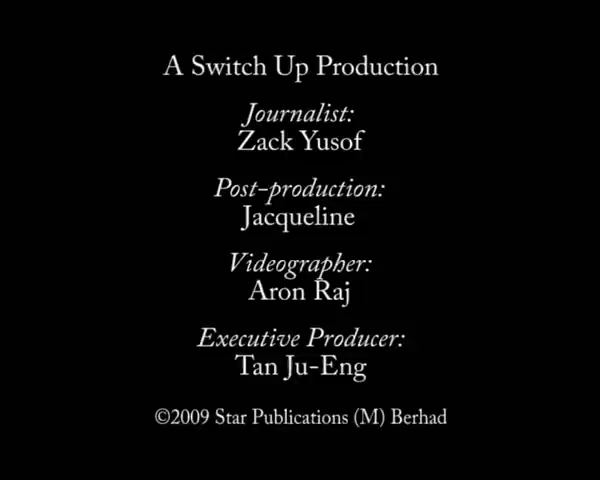 A Switch Up Production
Journalist:
Zack Yusof
Post-production:
Jacqueline
Videographer:
Aron Raj
Executive Producer:
Tan Ju-Eng
©2009 Star Publications (M) Berhad